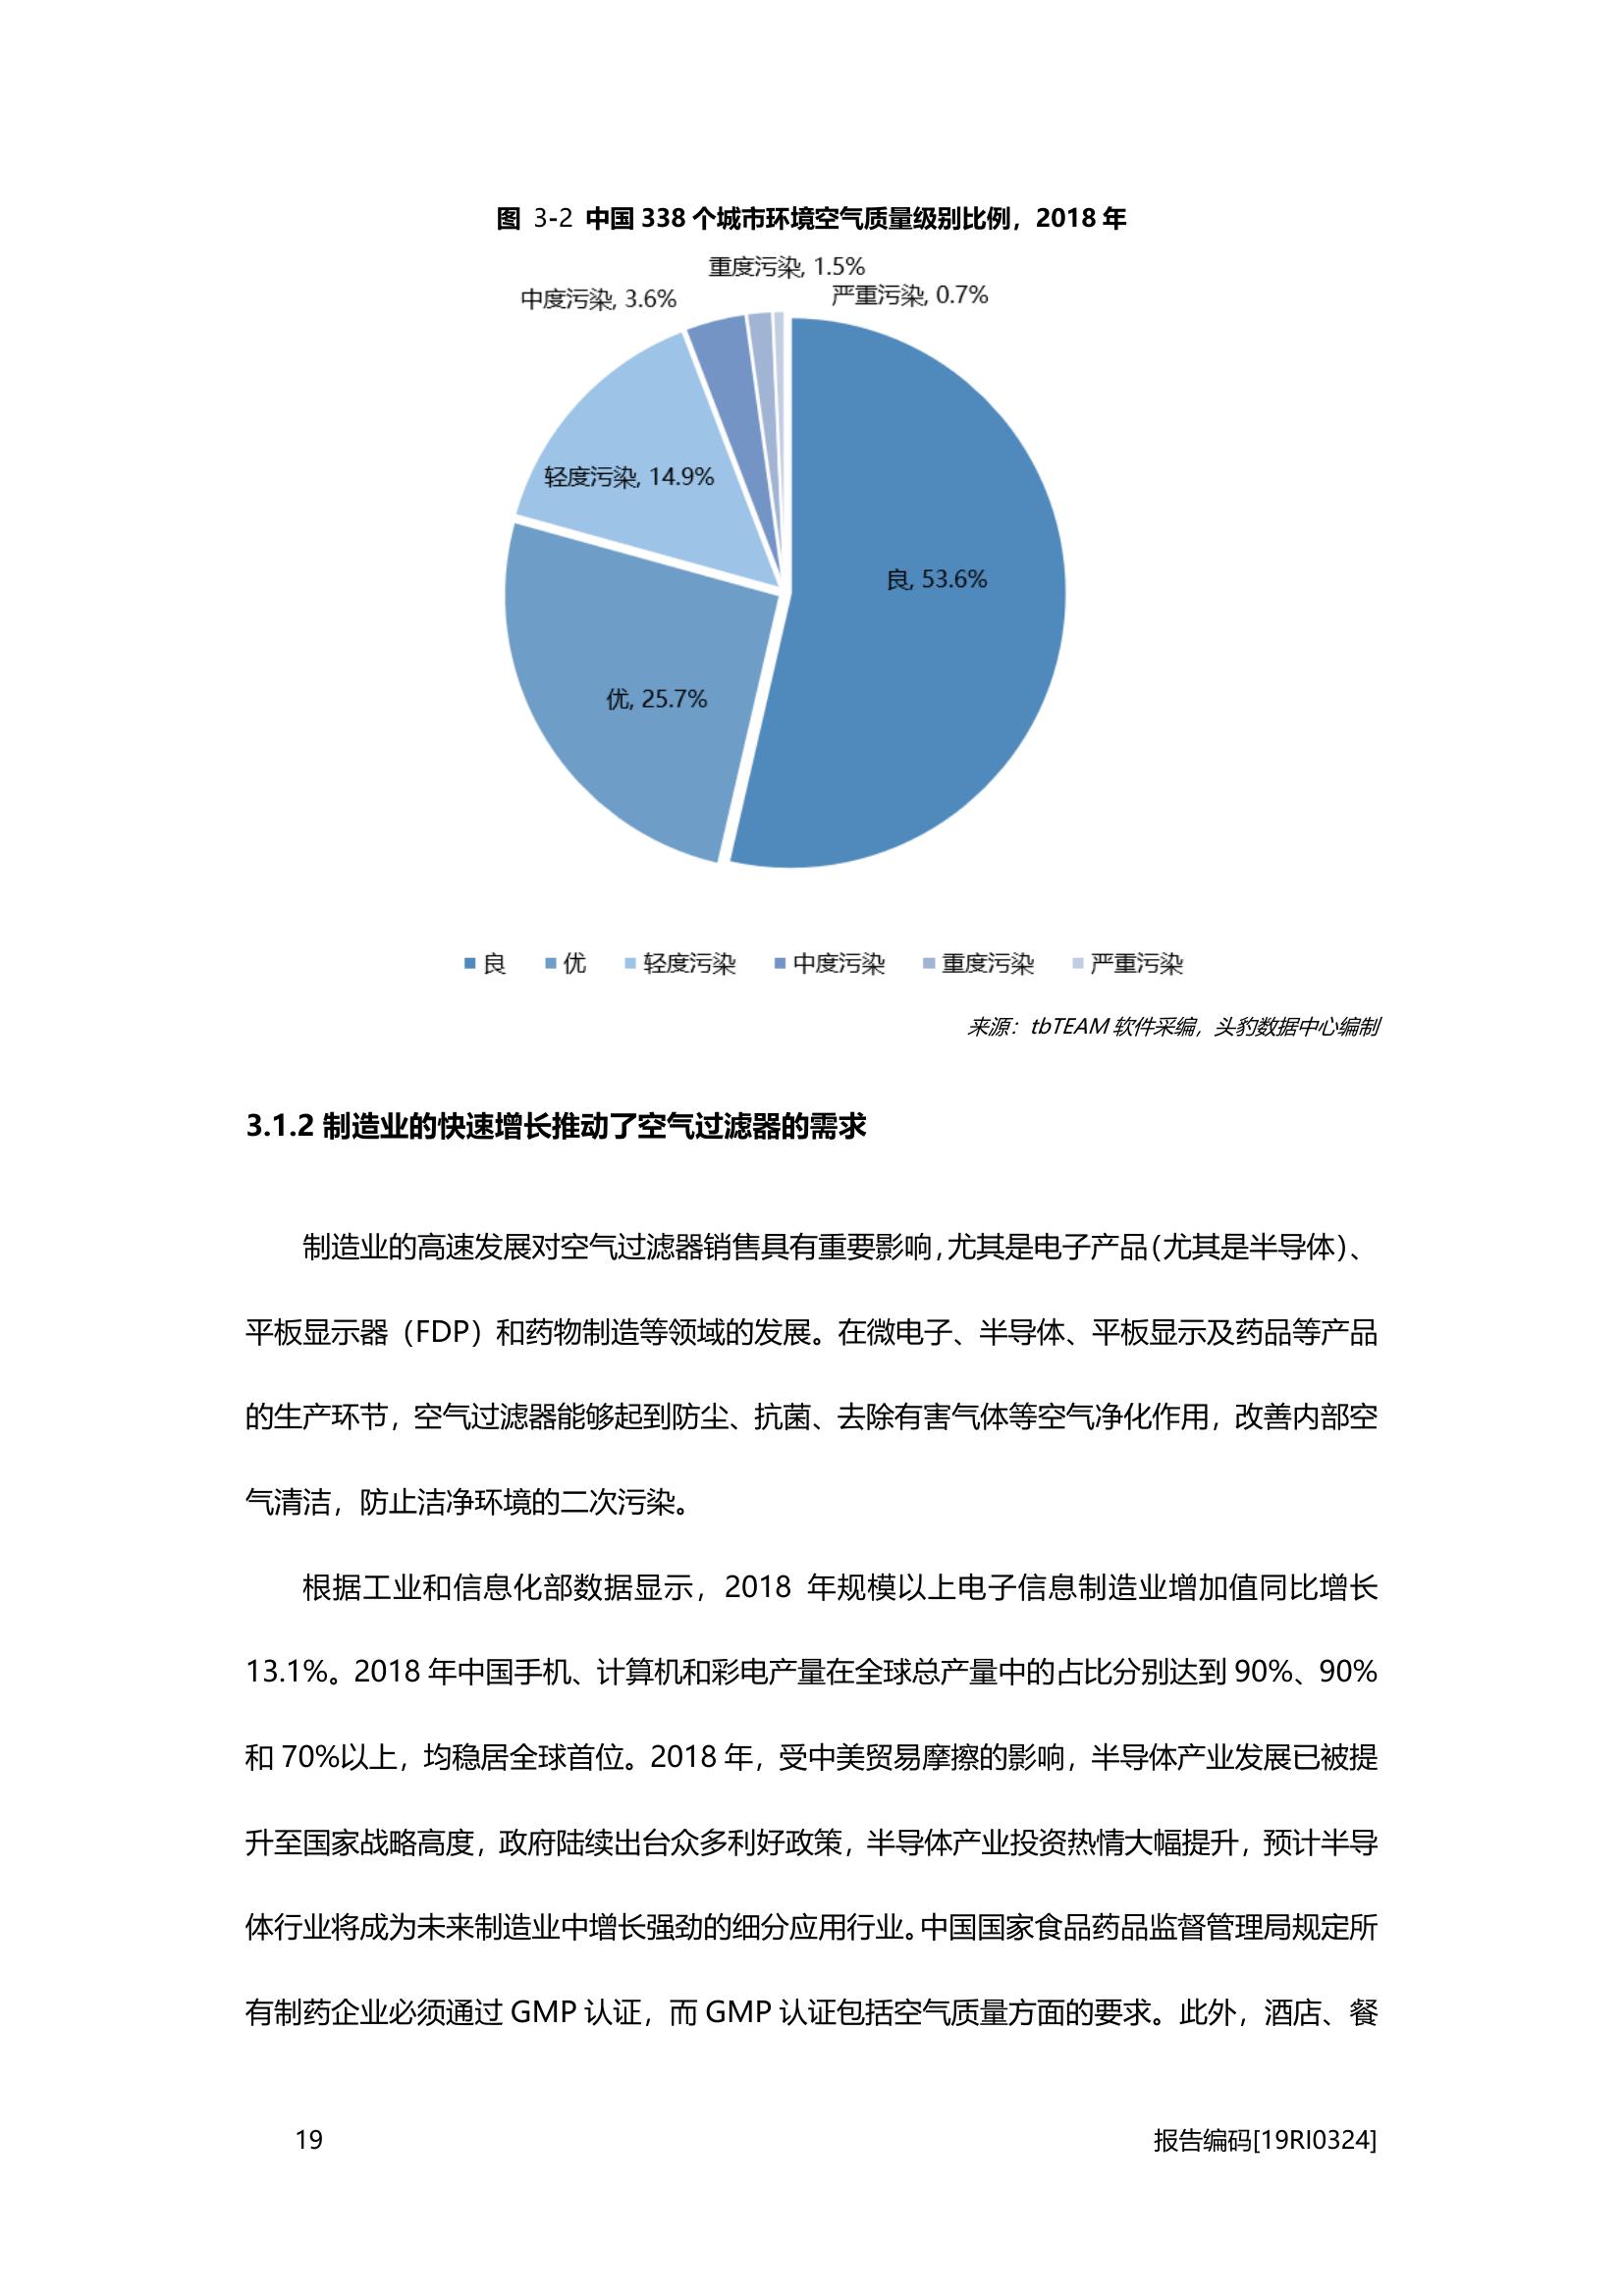 图 3-2 中国 338 个城市环境空气质量级别比例，2018 年
重度污染, 1.5%
严重污染, 0.7%
中度污染, 3.6%
轻度污染, 14.9%
良, 53.6%
优, 25.7%
良 优 轻度污染 中度污染 重度污染 严重污染
来源：tbTEAM 软件采编，头豹数据中心编制
3.1.2 制造业的快速增长推动了空气过滤器的需求
制造业的高速发展对空气过滤器销售具有重要影响，尤其是电子产品（尤其是半导体）、
平板显示器（FDP）和药物制造等领域的发展。在微电子、半导体、平板显示及药品等产品
的生产环节，空气过滤器能够起到防尘、抗菌、去除有害气体等空气净化作用，改善内部空
气清洁，防止洁净环境的二次污染。
根据工业和信息化部数据显示，2018 年规模以上电子信息制造业增加值同比增长
13.1%。2018 年中国手机、计算机和彩电产量在全球总产量中的占比分别达到 90%、90%
和 70%以上，均稳居全球首位。2018 年，受中美贸易摩擦的影响，半导体产业发展已被提
升至国家战略高度，政府陆续出台众多利好政策，半导体产业投资热情大幅提升，预计半导
体行业将成为未来制造业中增长强劲的细分应用行业。中国国家食品药品监督管理局规定所
有制药企业必须通过 GMP 认证，而 GMP 认证包括空气质量方面的要求。此外，酒店、餐
19
报告编码[19RI0324]